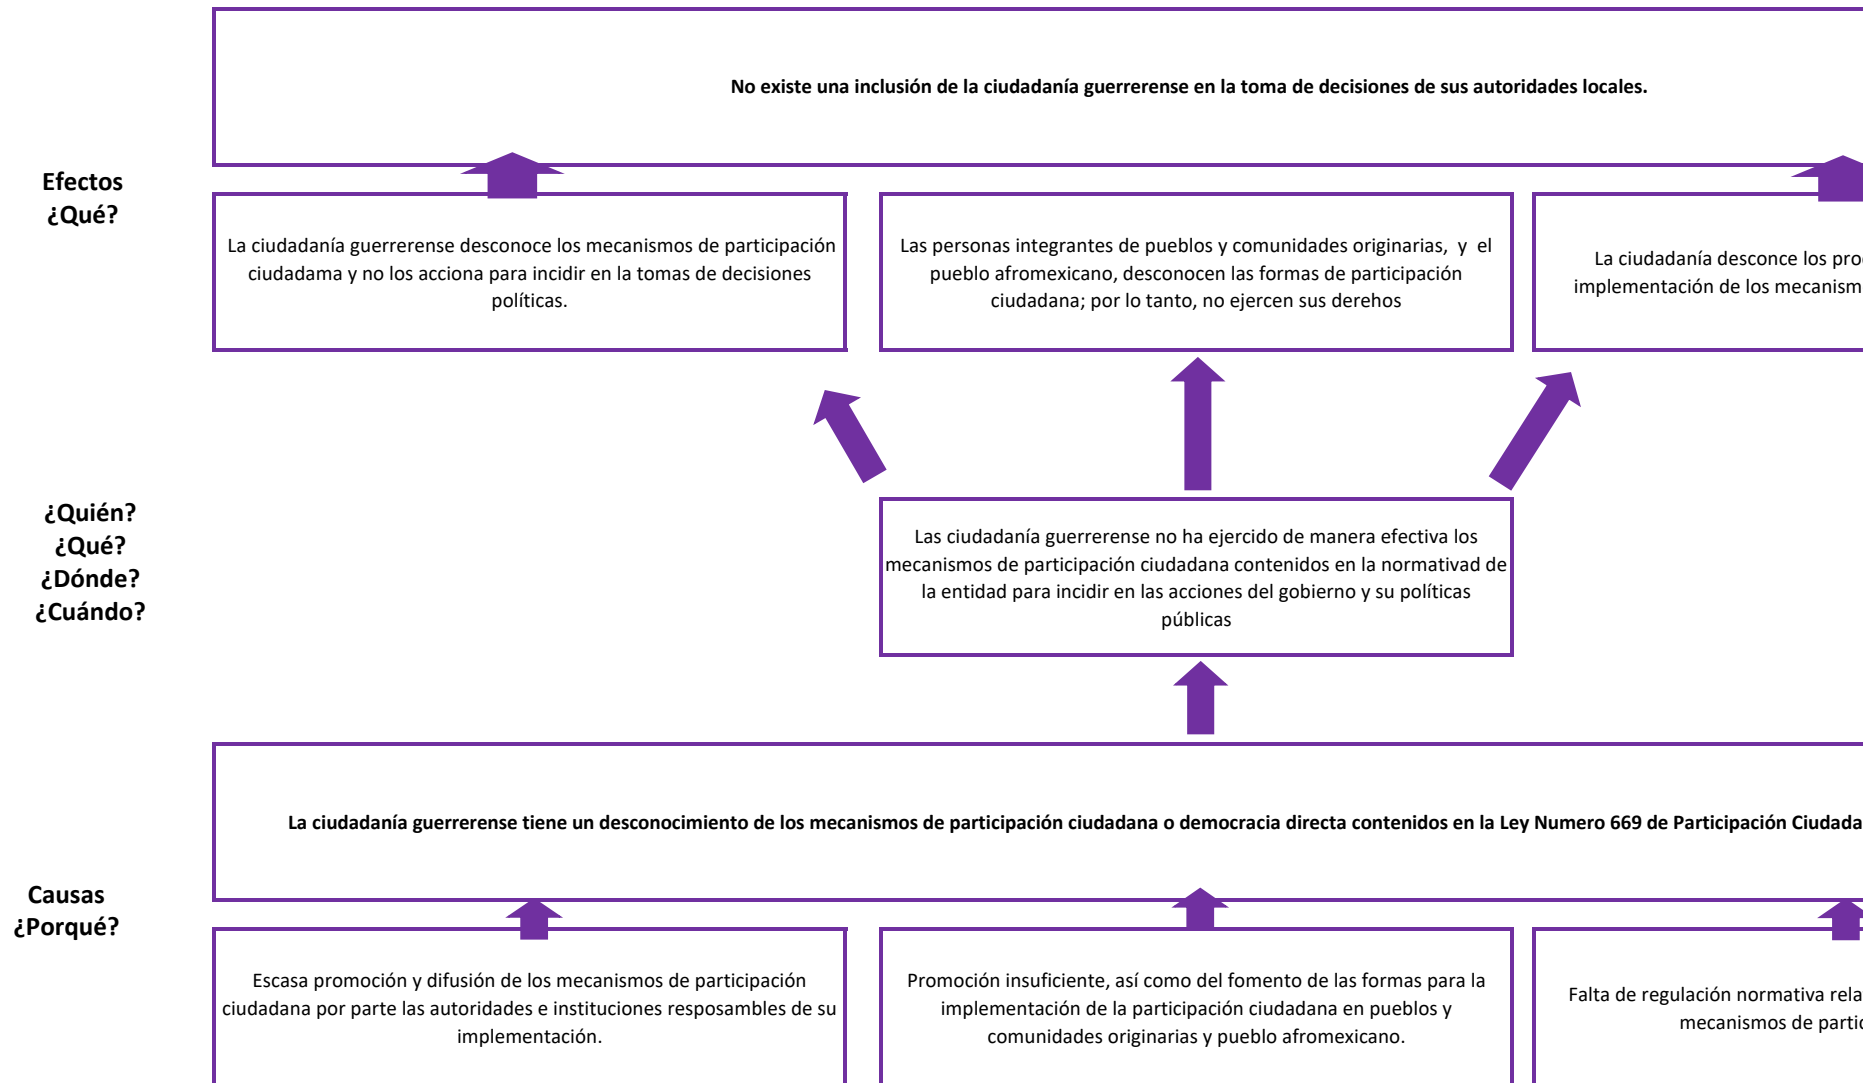 No existe una inclusión de la ciudadanía guerrerense en la toma de decisiones de sus autoridades locales.
Efectos
¿Qué?
La ciudadanía guerrerense desconoce los mecanismos de participación
ciudadama y no los acciona para incidir en la tomas de decisiones
políticas.
Las personas integrantes de pueblos y comunidades originarias, y el
pueblo afromexicano, desconocen las formas de participación
ciudadana; por lo tanto, no ejercen sus derehos
La ciudadanía desconce los
implementación de los
¿Quién?
¿Qué?
¿Dónde?
¿Cuándo?
Las ciudadanía guerrerense no ha ejercido de manera efectiva los
mecanismos de participación ciudadana contenidos en la normativad de
la entidad para incidir en las acciones del gobierno y su políticas
públicas
La ciudadanía guerrerense tiene un desconocimiento de los mecanismos de participación ciudadana o democracia directa contenidos en la Ley Numero 669 de Participación
Causas
¿Porqué?
Escasa promoción y difusión de los mecanismos de participación
ciudadana por parte las autoridades e instituciones resposambles de su
implementación.
Promoción insuficiente, así como del fomento de las formas para la
implementación de la participación ciudadana en pueblos y
comunidades originarias y pueblo afromexicano.
Falta de regulación normativa
mecanismos de